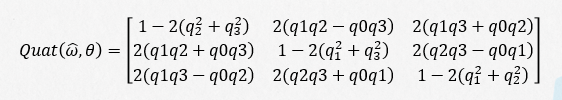 Quat(ω̂, θ) = [ 1 − 2(q₂² + q₃²)  2(q1q2 − q0q3)  2(q1q3 + q0q2)
2(q1q2 + q0q3)  1 − 2(q₁² + q₃²)  2(q2q3 − q0q1)
2(q1q3 − q0q2)  2(q2q3 + q0q1)  1 − 2(q₁² + q₂²) ]